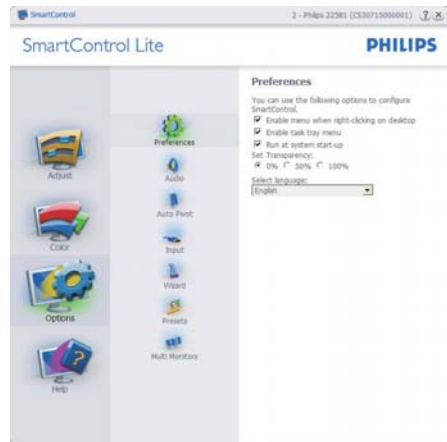 SmartControl
2 - Philips 225B1 (CS30715000001)
SmartControl Lite
PHILIPS
Adjust
Color
Options
Help
Preferences
Audio
Auto Pivot
Input
Wizard
Presets
Multi Monitors
Preferences
You can use the following options to configure
SmartControl.
Enable menu when right-clicking on desktop
Enable task tray menu
Run at system start-up
Set Transparency:
0% 50% 100%
Select language:
English